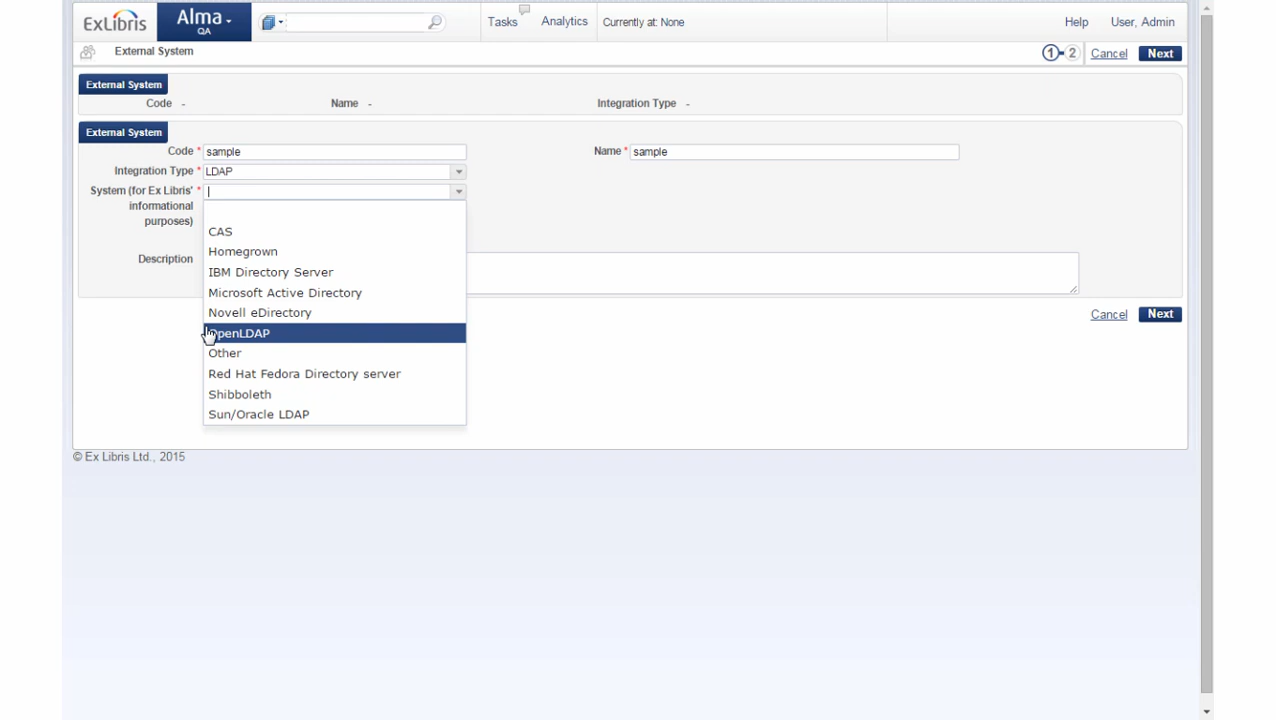 ExLibris Alma QA Tasks Analytics Currently at: None Help User, Admin
External System 1 2 Cancel Next
External System
Code - Name - Integration Type -
External System
Code * sample Name * sample
Integration Type * LDAP
System (for Ex Libris' informational purposes) *
CAS
Homegrown
IBM Directory Server
Microsoft Active Directory
Novell eDirectory
OpenLDAP
Other
Red Hat Fedora Directory server
Shibboleth
Sun/Oracle LDAP
Description
Cancel Next
© Ex Libris Ltd., 2015